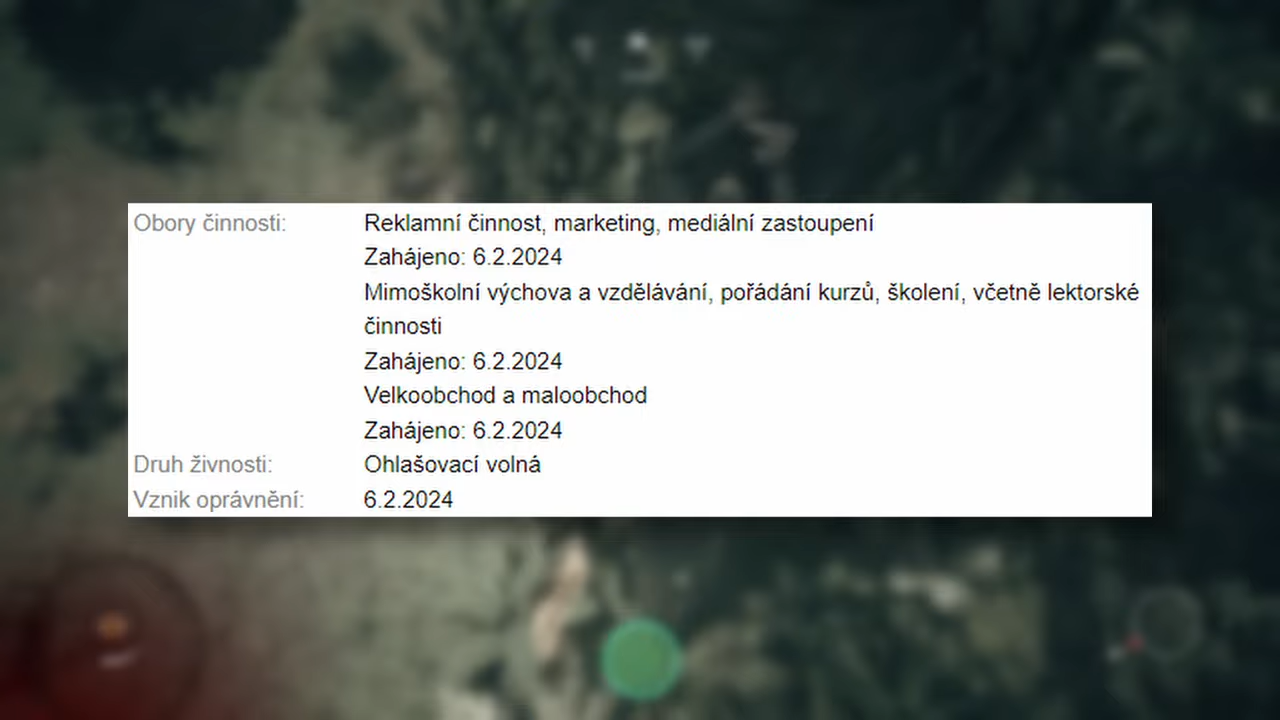 Obory činnosti: Reklamní činnost, marketing, mediální zastoupení
Zahájeno: 6.2.2024
Mimoškolní výchova a vzdělávání, pořádání kurzů, školení, včetně lektorské
činnosti
Zahájeno: 6.2.2024
Velkoobchod a maloobchod
Zahájeno: 6.2.2024
Druh živnosti: Ohlašovací volná
Vznik oprávnění: 6.2.2024